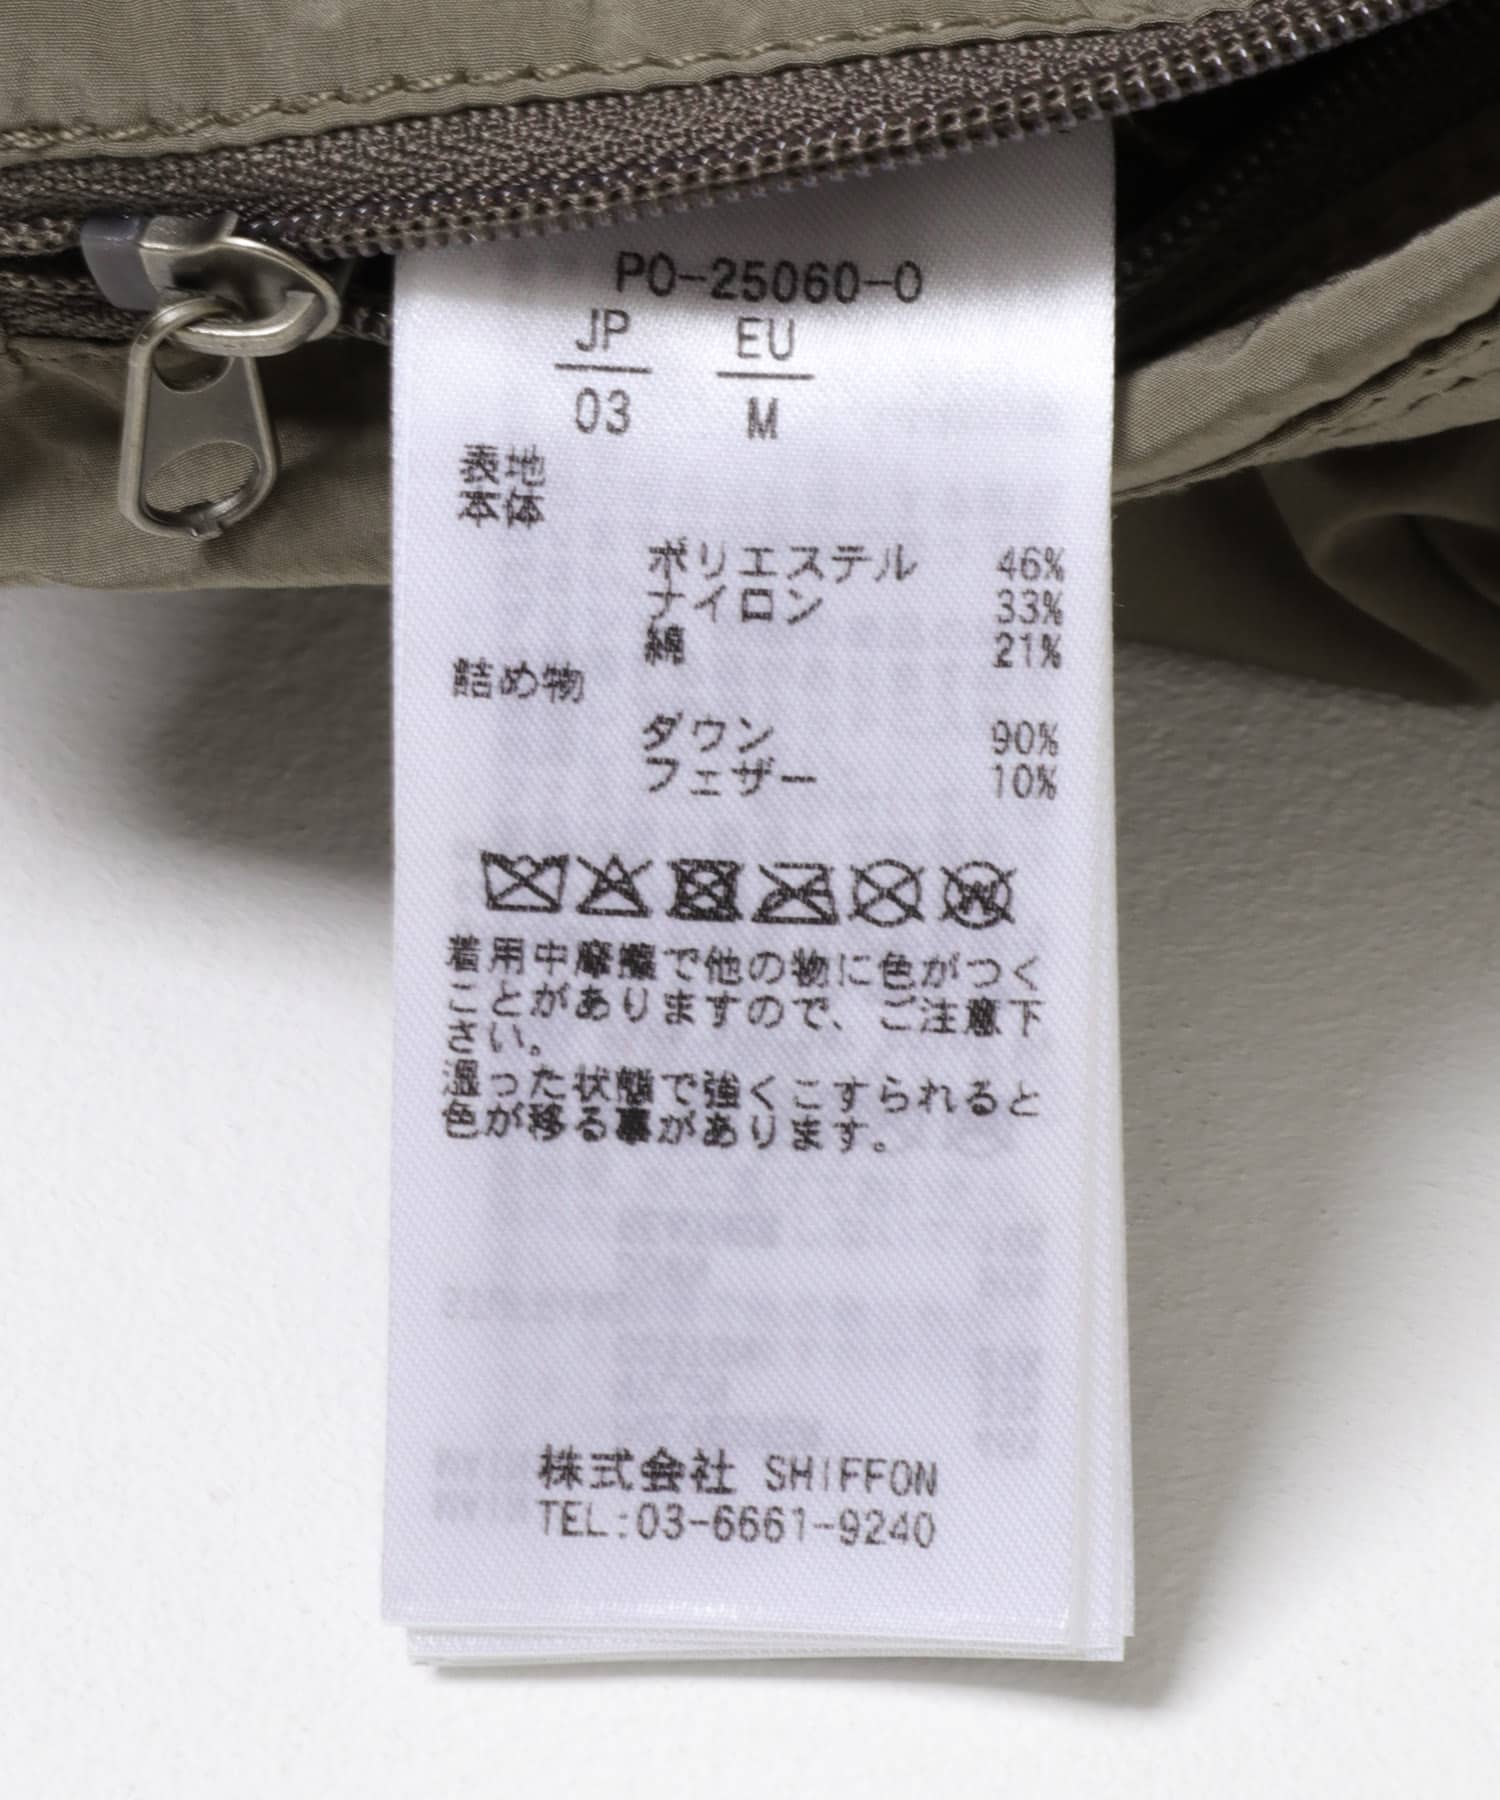 PO-25060-0
JP EU
03 M
表地
本体
ポリエステル 46%
ナイロン 33%
綿 21%
詰め物
ダウン 90%
フェザー 10%
W
着用中摩擦で他の物に色がつく
ことがありますので、ご注意下
さい。
湿った状態で強くこすられると
色が移る事があります。
株式会社 SHIFFON
TEL:03-6661-9240